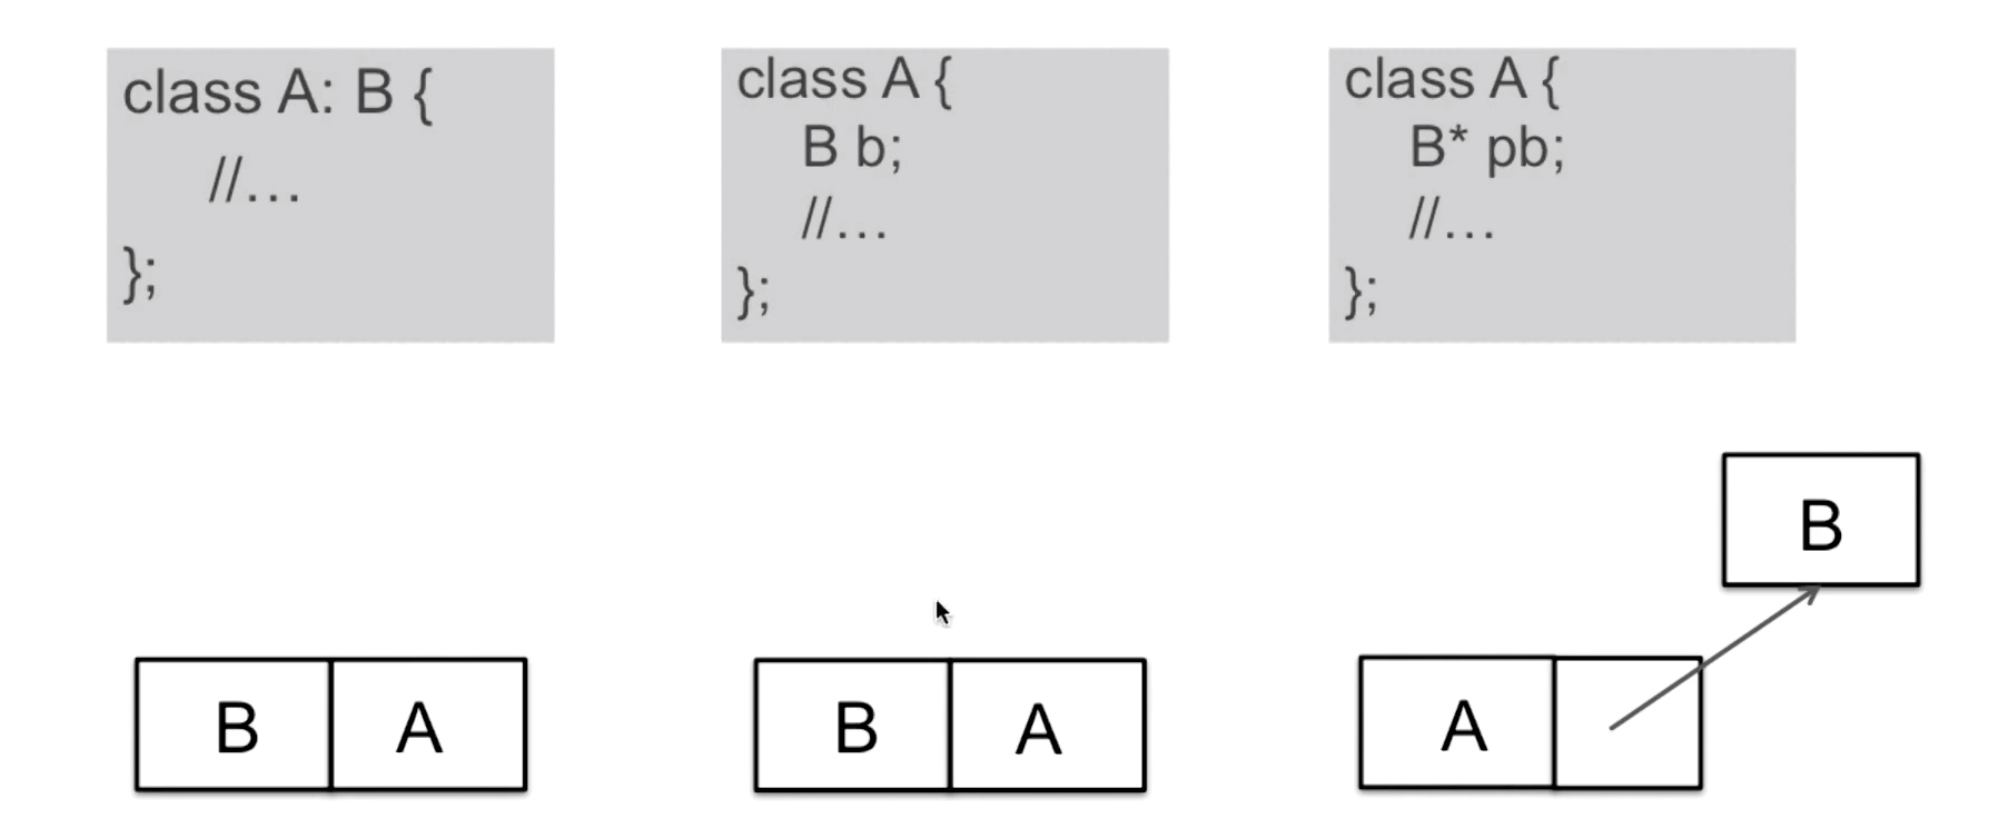 class A: B {
//…
};
class A {
B b;
//…
};
class A {
B* pb;
//…
};
B
B A
B A
A